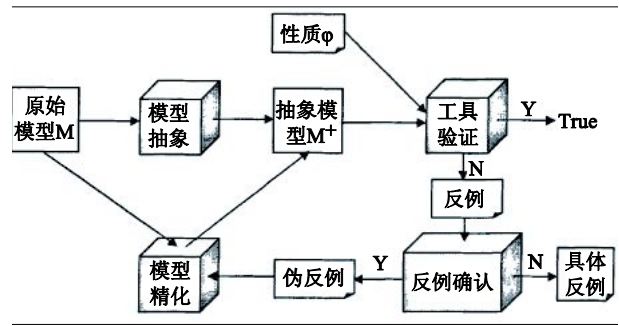 性质φ
原始
模型M
模型
抽象
抽象模
型M+
工具
验证
Y
True
N
反例
模型
精化
伪反例
Y
反例确认
N
具体
反例